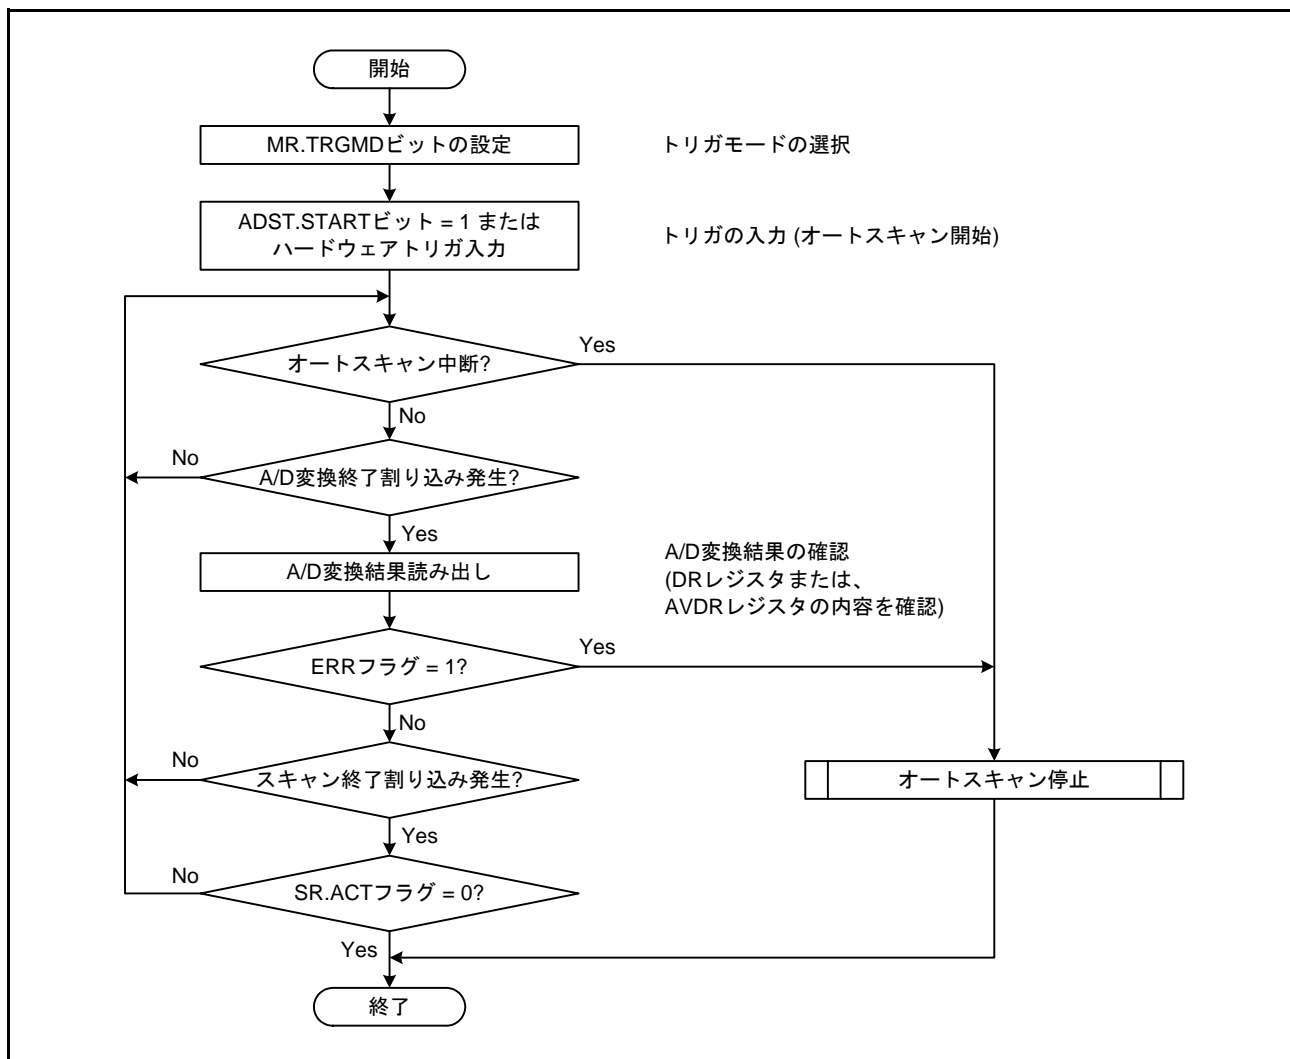 開始
MR.TRGMDビットの設定
トリガモードの選択
ADST.STARTビット = 1 または
ハードウェアトリガ入力
トリガの入力 (オートスキャン開始)
オートスキャン中断?
Yes
No
A/D変換終了割り込み発生?
No
Yes
A/D変換結果読み出し
A/D変換結果の確認
(DRレジスタまたは、
AVDRレジスタの内容を確認)
ERRフラグ = 1?
Yes
No
スキャン終了割り込み発生?
No
Yes
オートスキャン停止
SR.ACTフラグ = 0?
No
Yes
終了